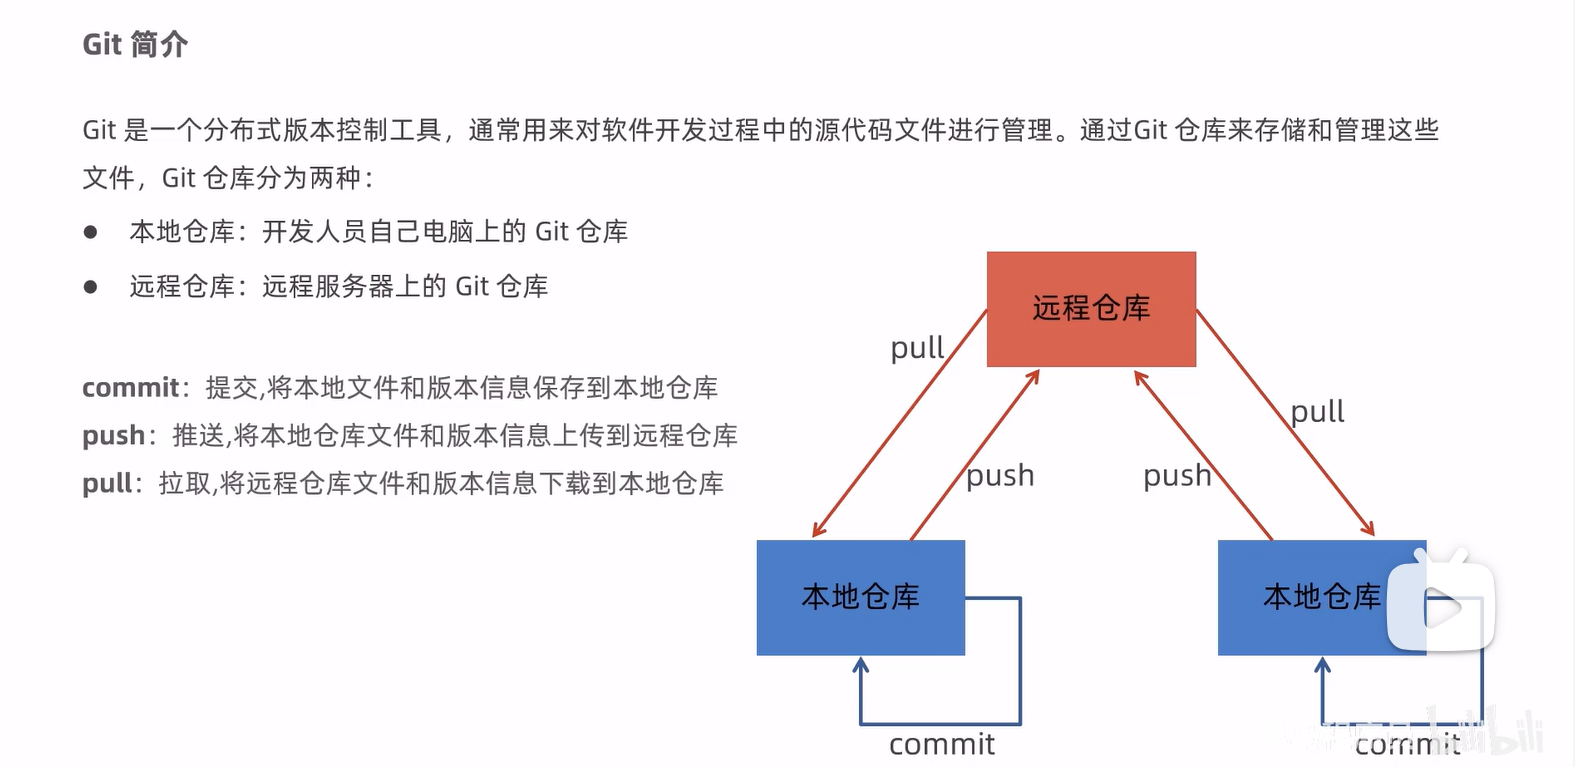 Git 简介
Git 是一个分布式版本控制工具，通常用来对软件开发过程中的源代码文件进行管理。通过Git 仓库来存储和管理这些
文件，Git 仓库分为两种：
● 本地仓库：开发人员自己电脑上的 Git 仓库
● 远程仓库：远程服务器上的 Git 仓库
commit：提交,将本地文件和版本信息保存到本地仓库
push：推送,将本地仓库文件和版本信息上传到远程仓库
pull：拉取,将远程仓库文件和版本信息下载到本地仓库
远程仓库
pull
pull
push
push
本地仓库
本地仓库
commit
commit
bilibili